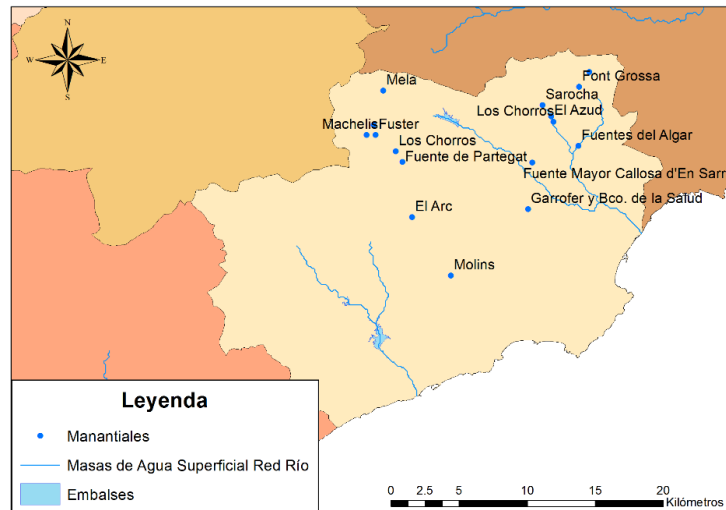 N
W E
S
Font Grossa
Mela
Sarocha
Los Chorros El Azud
Machelis Fuster
Los Chorros
Fuentes del Algar
Fuente de Partegat
Fuente Mayor Callosa d'En Sarr
Garrofer y Bco. de la Salud
El Arc
Molins
Leyenda
Manantiales
Masas de Agua Superficial Red Río
Embalses
0 2.5 5 10 15 20
Kilómetros